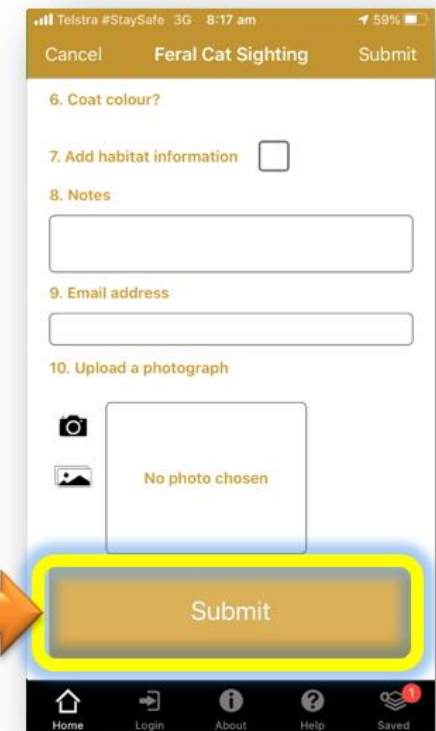 Telstra #StaySafe 3G 8:17 am 59%
Cancel Feral Cat Sighting Submit
6. Coat colour?
7. Add habitat information
8. Notes
9. Email address
10. Upload a photograph
No photo chosen
Submit
1
Home Login About Help Saved